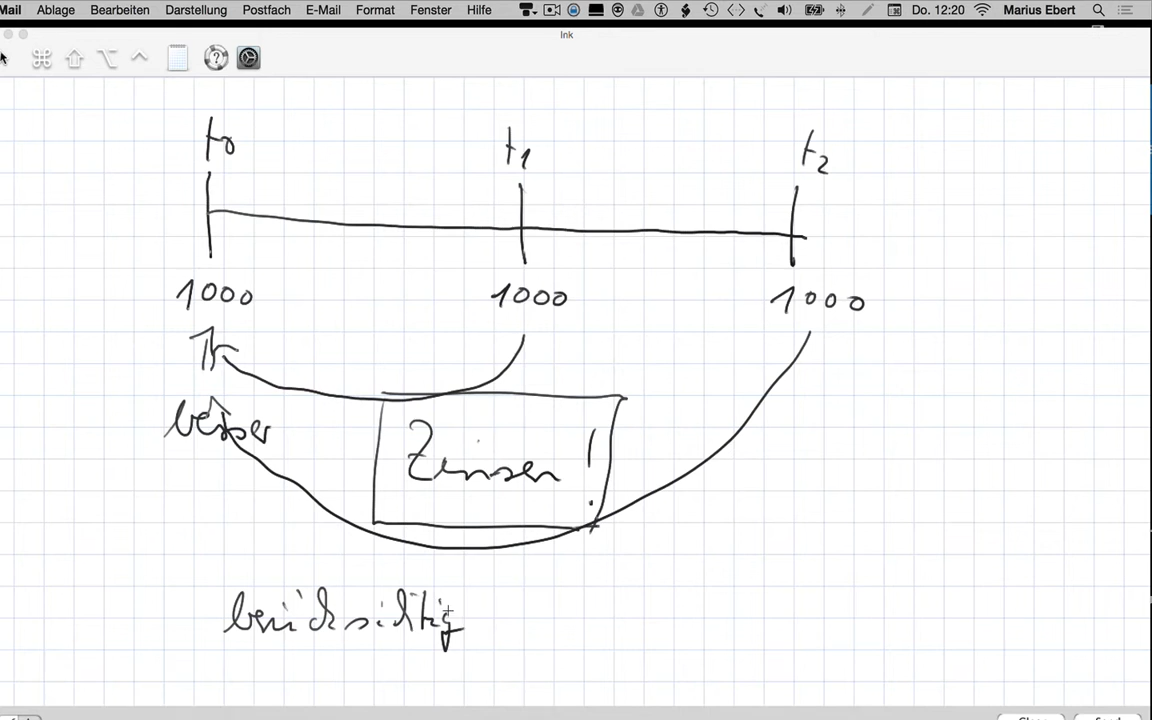 Mail Ablage Bearbeiten Darstellung Postfach E-Mail Format Fenster Hilfe Do. 12:20 Marius Ebert
Ink
t0 t1 t2
1000 1000 1000
besser
Zinsen!
berücksichtig